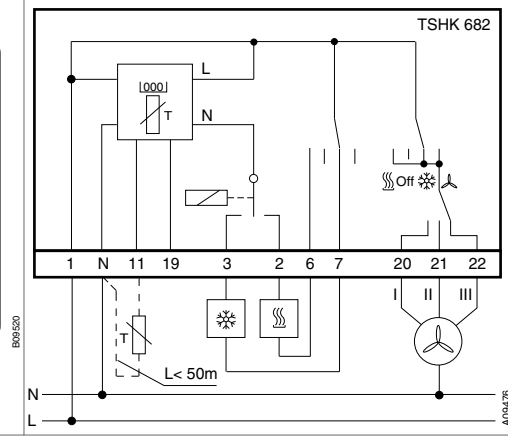 TSHK 682
L
000
T
N
Off
1 N 11 19 3 2 6 7 20 21 22
I II III
T
L< 50m
N
L
B09520
A09476